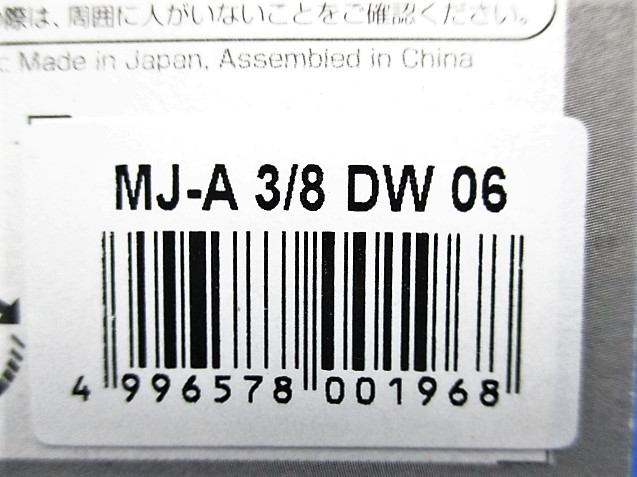 際は、周囲に人がいないことをご確認ください。
: Made in Japan, Assembled in China
MJ-A 3/8 DW 06
4 996578 001968